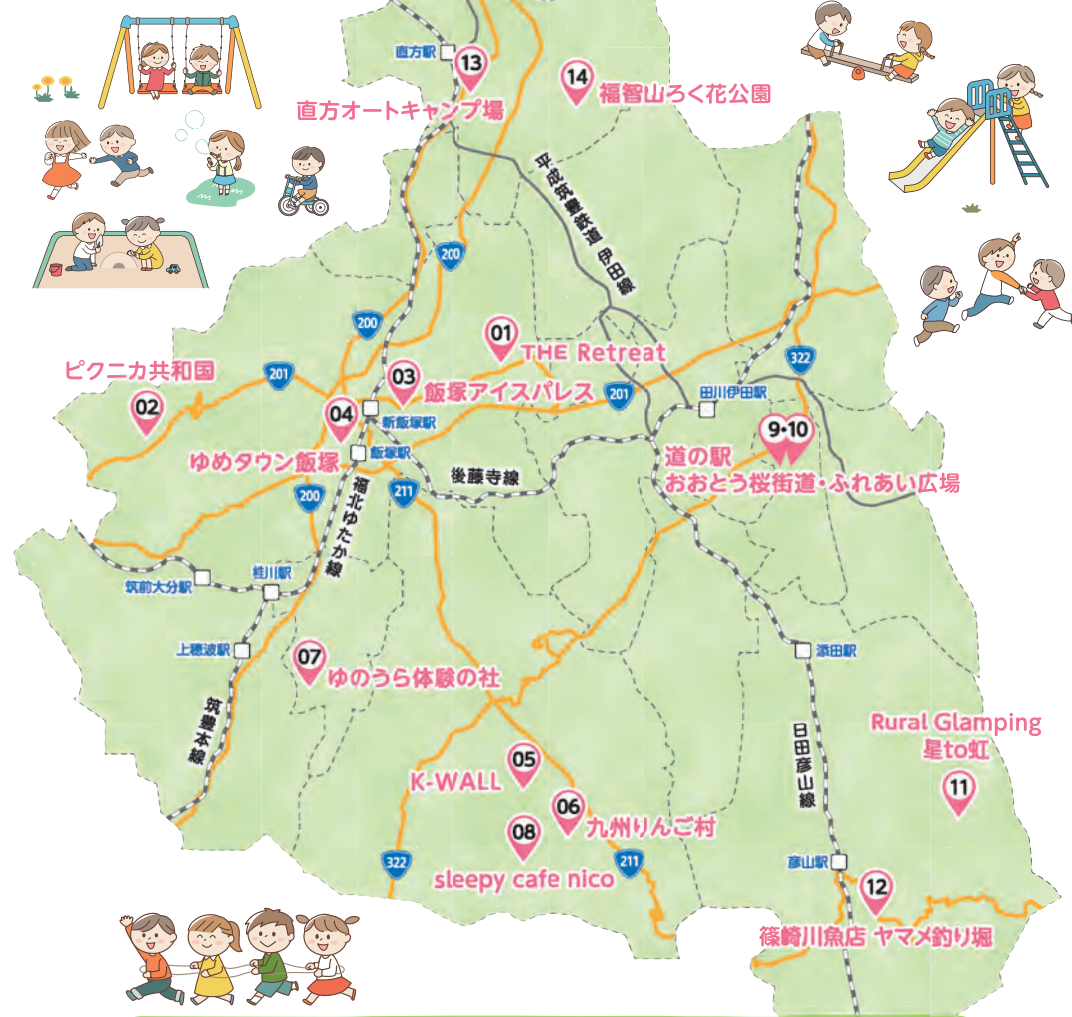 直方駅
13
直方オートキャンプ場
14
福智山ろく花公園
平成筑豊鉄道 伊田線
200
200
01
THE Retreat
322
ピクニカ共和国
02
201
03
飯塚アイスパレス
201
田川伊田駅
04
新飯塚駅
9・10
ゆめタウン飯塚
飯塚駅
道の駅
おおとう桜街道・ふれあい広場
後藤寺線
200
211
福北ゆたか線
筑前大分駅
桂川駅
上穂波駅
07
ゆのうら体験の社
添田駅
筑豊本線
日田彦山線
Rural Glamping
星to虹
11
05
K-WALL
06
九州りんご村
08
sleepy cafe nico
322
211
彦山駅
12
篠崎川魚店 ヤマメ釣り堀